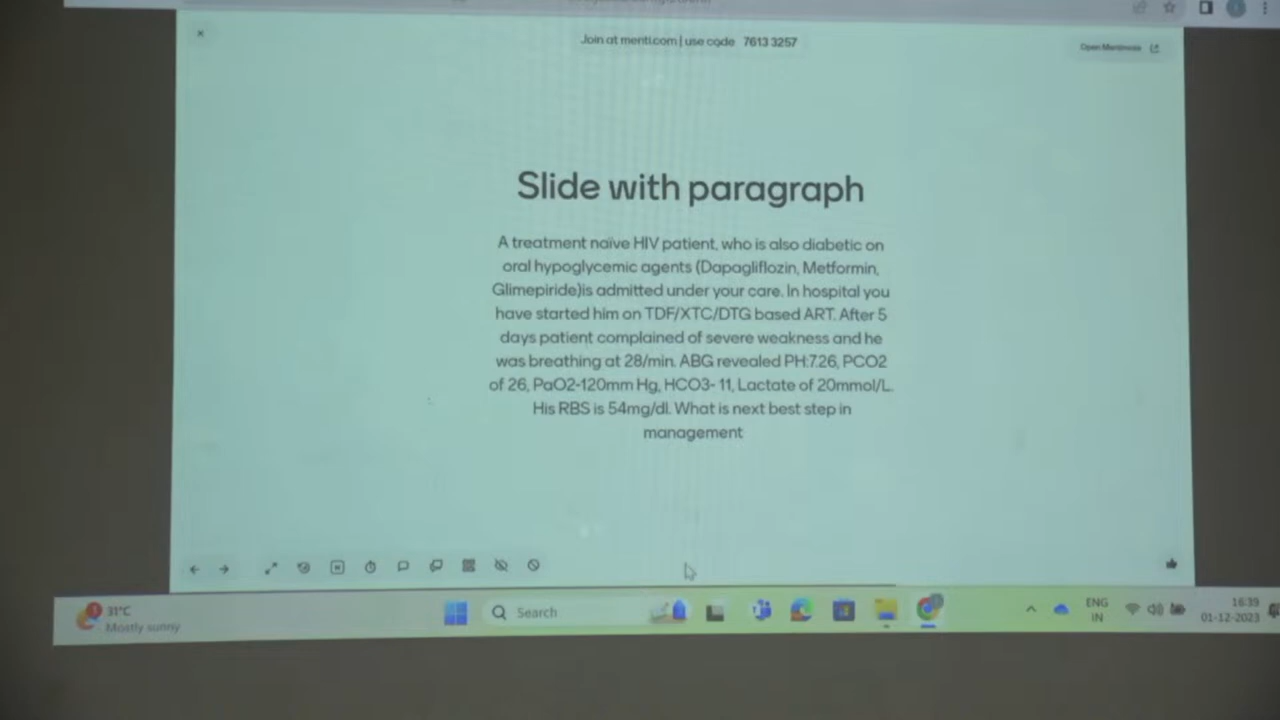 Join at menti.com | use code 7613 3257
Slide with paragraph
A treatment naïve HIV patient, who is also diabetic on
oral hypoglycemic agents (Dapagliflozin, Metformin,
Glimepiride)is admitted under your care. In hospital you
have started him on TDF/XTC/DTG based ART. After 5
days patient complained of severe weakness and he
was breathing at 28/min. ABG revealed PH:7.26, PCO2
of 26, PaO2-120mm Hg, HCO3- 11, Lactate of 20mmol/L.
His RBS is 54mg/dl. What is next best step in
management
31°C
Mostly sunny
Search
ENG
IN
16:39
01-12-2023